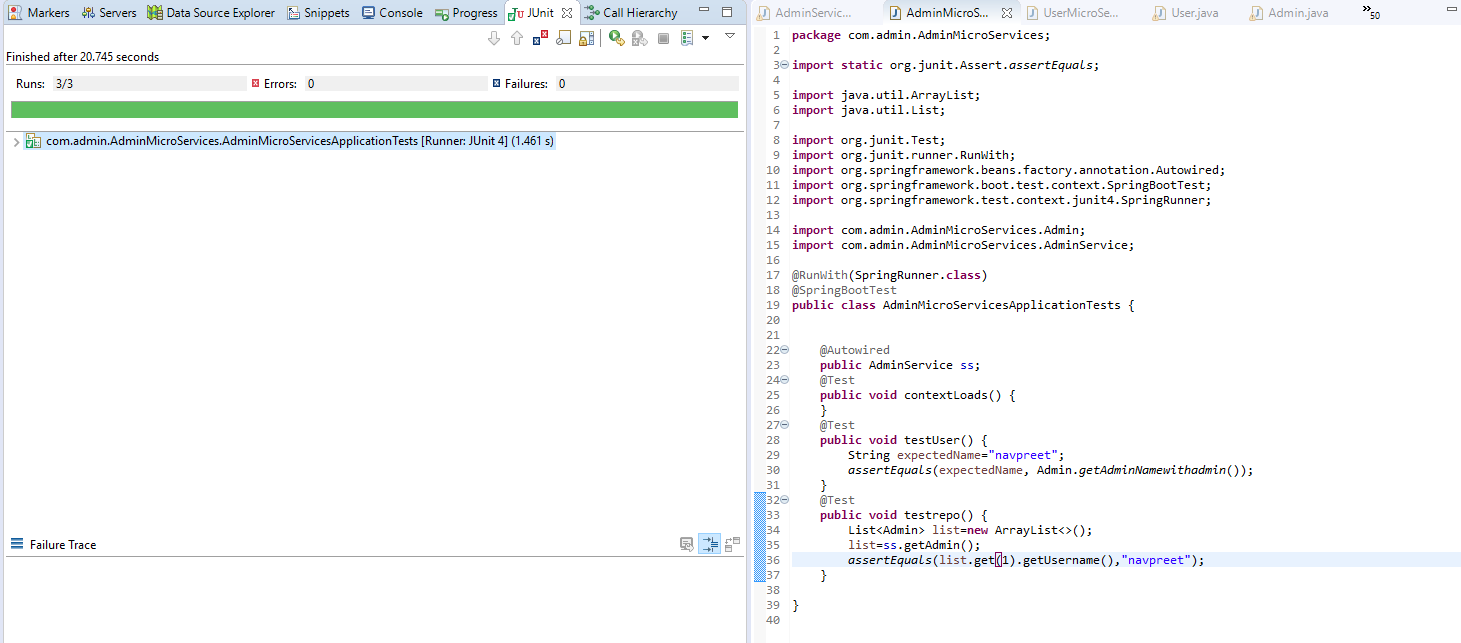 Markers Servers Data Source Explorer Snippets Console Progress JUnit Call Hierarchy
Finished after 20.745 seconds
Runs: 3/3 Errors: 0 Failures: 0
com.admin.AdminMicroServices.AdminMicroServicesApplicationTests [Runner: JUnit 4] (1.461 s)
Failure Trace
AdminServic... AdminMicroS... UserMicroSe... User.java Admin.java »50
1 package com.admin.AdminMicroServices;
2
3 import static org.junit.Assert.assertEquals;
4
5 import java.util.ArrayList;
6 import java.util.List;
7
8 import org.junit.Test;
9 import org.junit.runner.RunWith;
10 import org.springframework.beans.factory.annotation.Autowired;
11 import org.springframework.boot.test.context.SpringBootTest;
12 import org.springframework.test.context.junit4.SpringRunner;
13
14 import com.admin.AdminMicroServices.Admin;
15 import com.admin.AdminMicroServices.AdminService;
16
17 @RunWith(SpringRunner.class)
18 @SpringBootTest
19 public class AdminMicroServicesApplicationTests {
20
21
22 @Autowired
23 public AdminService ss;
24 @Test
25 public void contextLoads() {
26 }
27 @Test
28 public void testUser() {
29 String expectedName="navpreet";
30 assertEquals(expectedName, Admin.getAdminNamewithadmin());
31 }
32 @Test
33 public void testrepo() {
34 List<Admin> list=new ArrayList<>();
35 list=ss.getAdmin();
36 assertEquals(list.get(1).getUsername(),"navpreet");
37 }
38
39 }
40